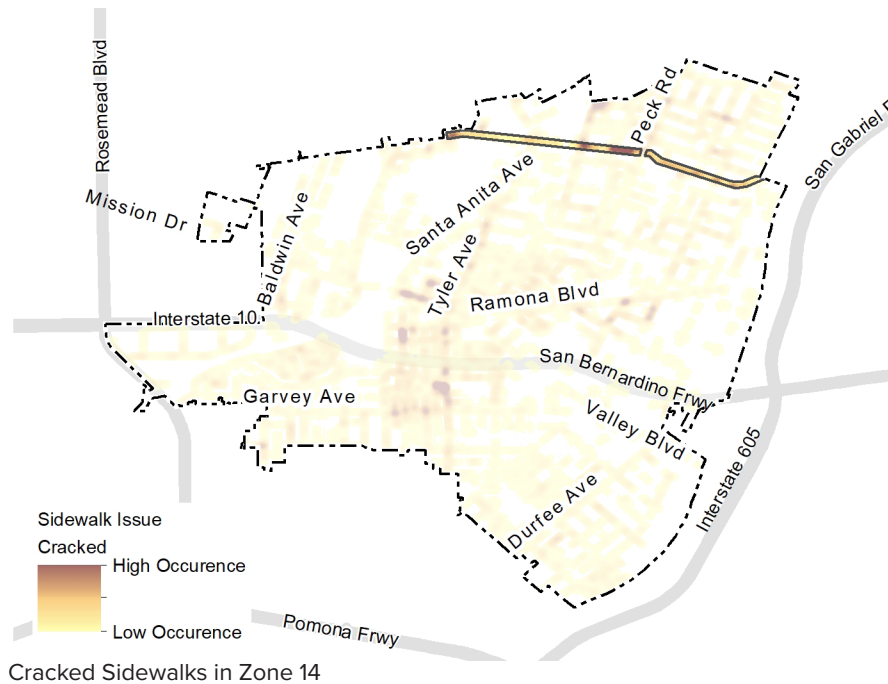 Rosemead Blvd
Peck Rd
San Gabriel
Mission Dr
Baldwin Ave
Santa Anita Ave
Tyler Ave
Ramona Blvd
Interstate 10
San Bernardino Frwy
Garvey Ave
Valley Blvd
Interstate 605
Durfee Ave
Sidewalk Issue
Cracked
High Occurence
Low Occurence
Pomona Frwy
Cracked Sidewalks in Zone 14